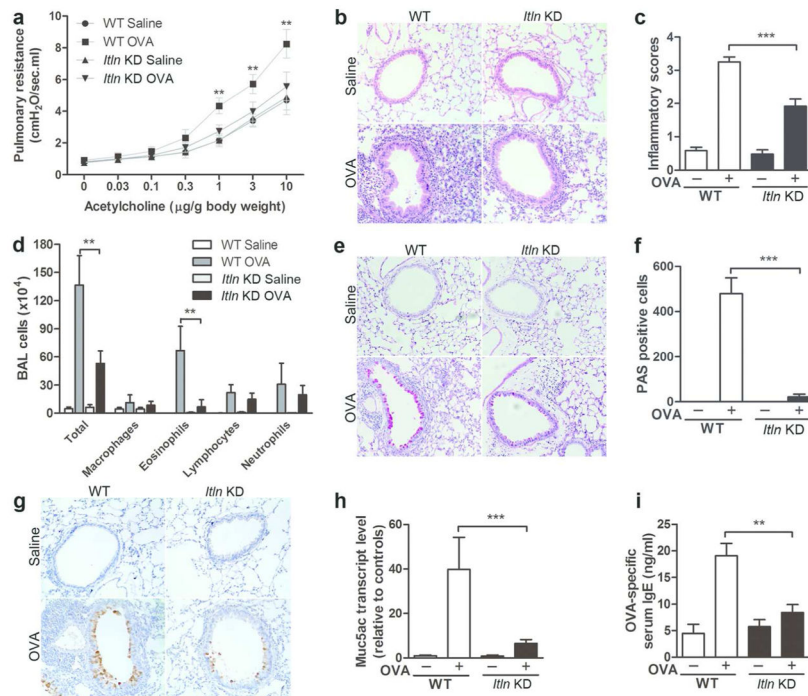 a
WT Saline
WT OVA
Itln KD Saline
Itln KD OVA
Pulmonary resistance
(cmH2O/sec.ml)
10
8
6
4
2
0
**
**
**
0 0.03 0.1 0.3 1 3 10
Acetylcholine (μg/g body weight)
b
WT Itln KD
Saline
OVA
c
Inflammatory scores
4
3
2
1
0
***
OVA − + − +
WT Itln KD
d
BAL cells (x10⁴)
180
150
120
90
60
30
0
**
**
WT Saline
WT OVA
Itln KD Saline
Itln KD OVA
Total
Macrophages
Eosinophils
Lymphocytes
Neutrophils
e
WT Itln KD
Saline
OVA
f
PAS positive cells
600
400
200
0
***
OVA − + − +
WT Itln KD
g
WT Itln KD
Saline
OVA
h
Muc5ac transcript level
(relative to controls)
60
40
20
0
***
OVA − + − +
WT Itln KD
i
OVA-specific
serum IgE (ng/ml)
25
20
15
10
5
0
**
OVA − + − +
WT Itln KD